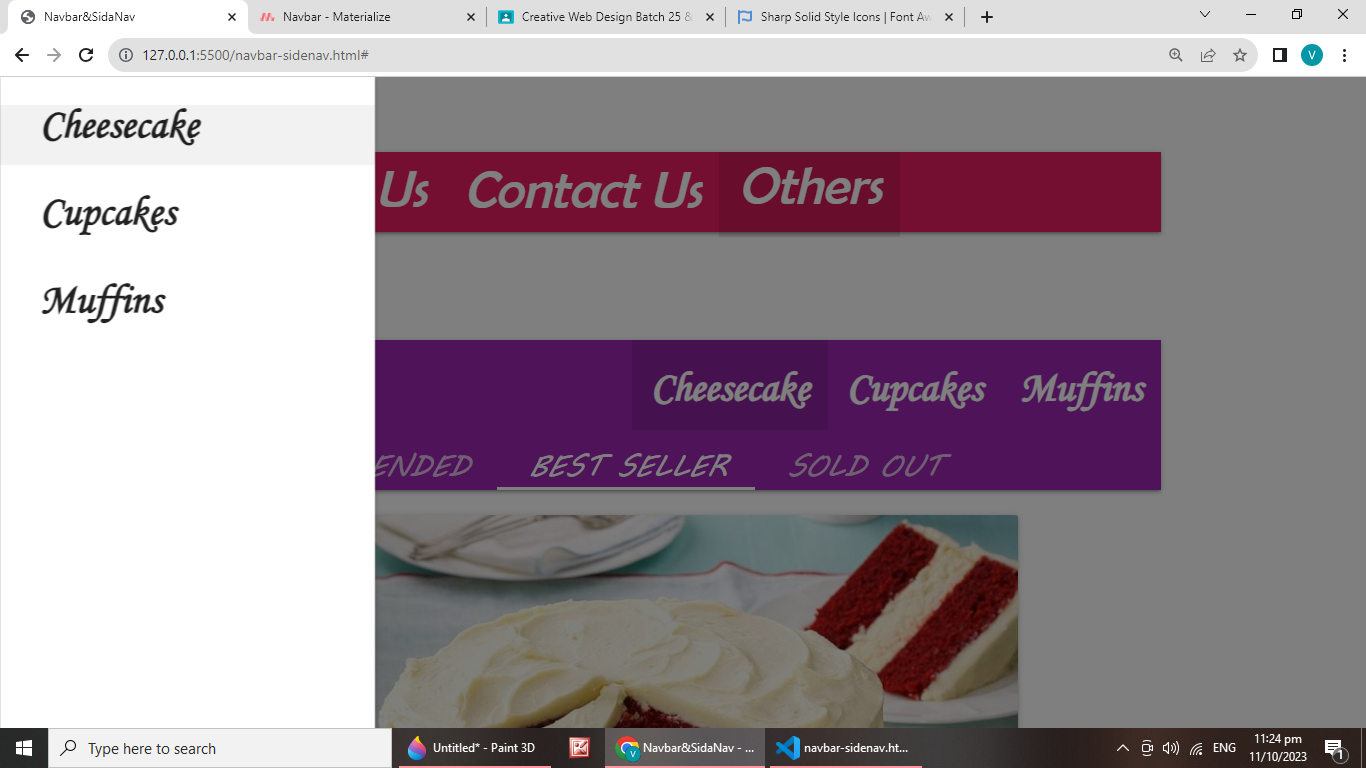 Navbar&SidaNav
Navbar - Materialize
Creative Web Design Batch 25 &
Sharp Solid Style Icons | Font Aw
127.0.0.1:5500/navbar-sidenav.html#
V
Cheesecake
Cupcakes
Muffins
Us Contact Us Others
Cheesecake Cupcakes Muffins
ENDED BEST SELLER SOLD OUT
Type here to search
Untitled* - Paint 3D
Navbar&SidaNav - ...
navbar-sidenav.ht...
ENG
11:24 pm
11/10/2023
1